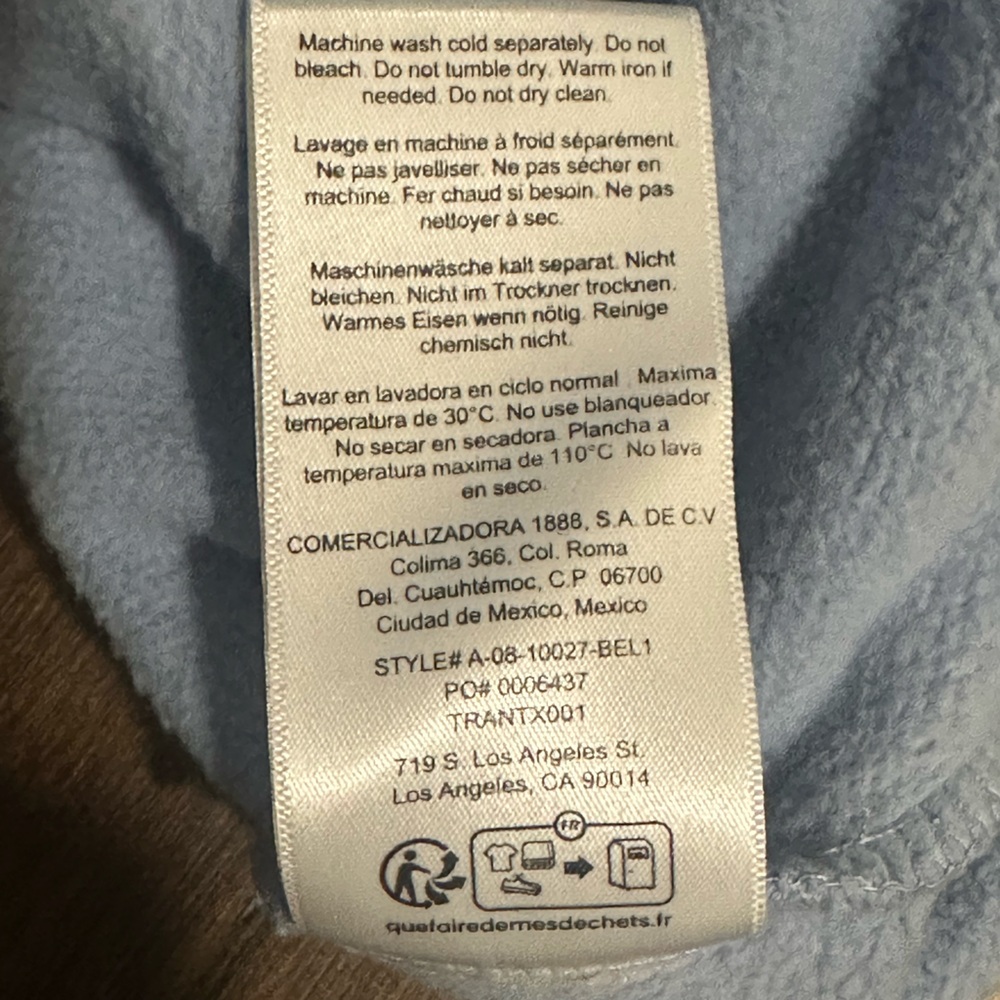 Machine wash cold separately. Do not
bleach. Do not tumble dry. Warm iron if
needed. Do not dry clean.
Lavage en machine à froid séparément.
Ne pas javelliser. Ne pas sécher en
machine. Fer chaud si besoin. Ne pas
nettoyer à sec.
Maschinenwäsche kalt separat. Nicht
bleichen. Nicht im Trockner trocknen.
Warmes Eisen wenn nötig. Reinige
chemisch nicht.
Lavar en lavadora en ciclo normal. Maxima
temperatura de 30°C. No use blanqueador.
No secar en secadora. Plancha a
temperatura maxima de 110°C No lava
en seco.
COMERCIALIZADORA 1888, S.A. DE C.V
Colima 366, Col. Roma
Del. Cuauhtémoc, C.P 06700
Ciudad de Mexico, Mexico
STYLE# A-08-10027-BEL1
PO# 0006437
TRANTX001
719 S. Los Angeles St.
Los Angeles, CA 90014
FR
quefairedemesdechets.fr